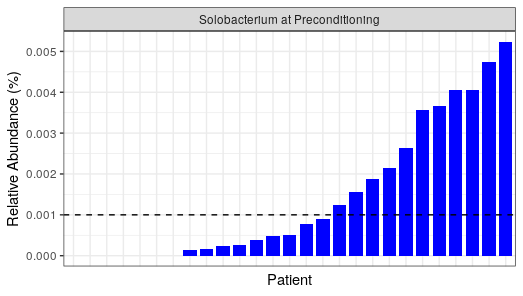 Solobacterium at Preconditioning
Relative Abundance (%)
0.005
0.004
0.003
0.002
0.001
0.000
Patient